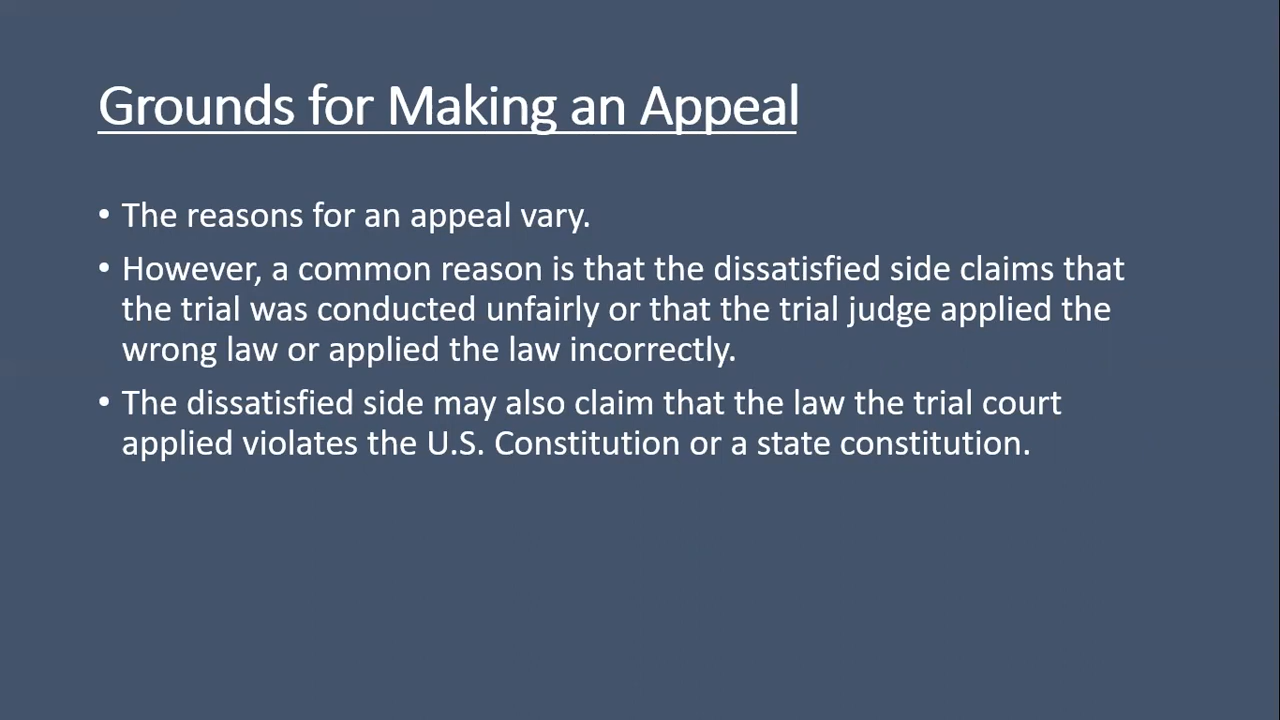 Grounds for Making an Appeal
• The reasons for an appeal vary.
• However, a common reason is that the dissatisfied side claims that
the trial was conducted unfairly or that the trial judge applied the
wrong law or applied the law incorrectly.
• The dissatisfied side may also claim that the law the trial court
applied violates the U.S. Constitution or a state constitution.